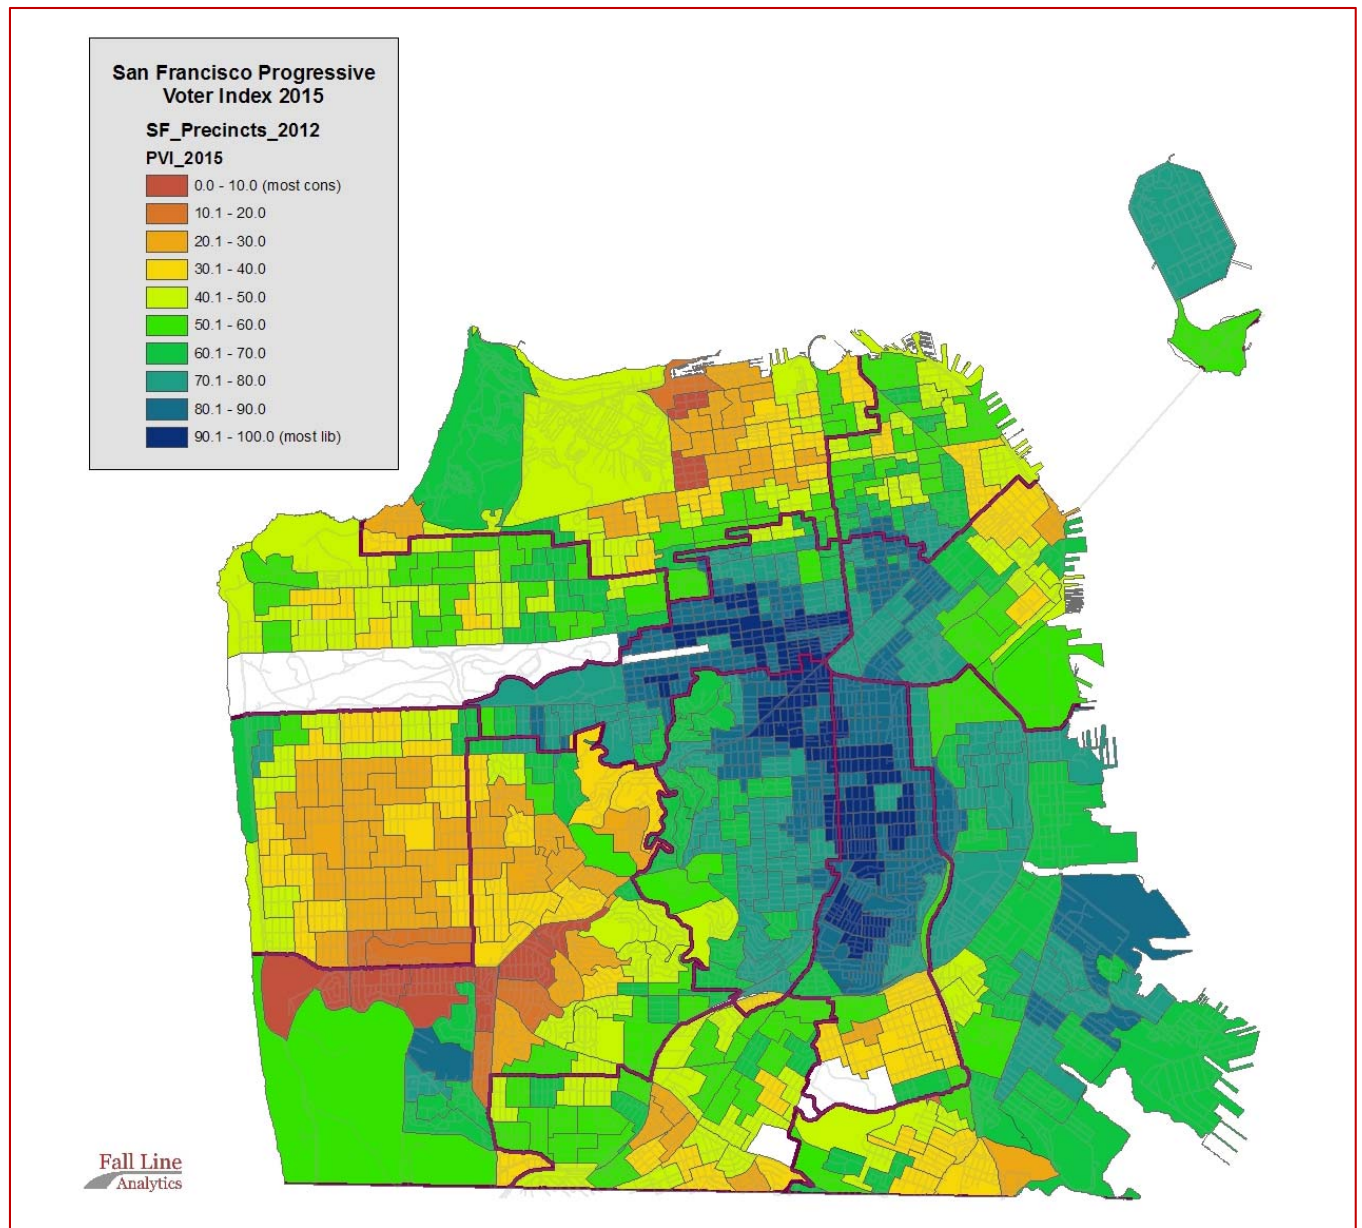 San Francisco Progressive
Voter Index 2015
SF_Precincts_2012
PVI_2015
0.0 - 10.0 (most cons)
10.1 - 20.0
20.1 - 30.0
30.1 - 40.0
40.1 - 50.0
50.1 - 60.0
60.1 - 70.0
70.1 - 80.0
80.1 - 90.0
90.1 - 100.0 (most lib)
Fall Line
Analytics